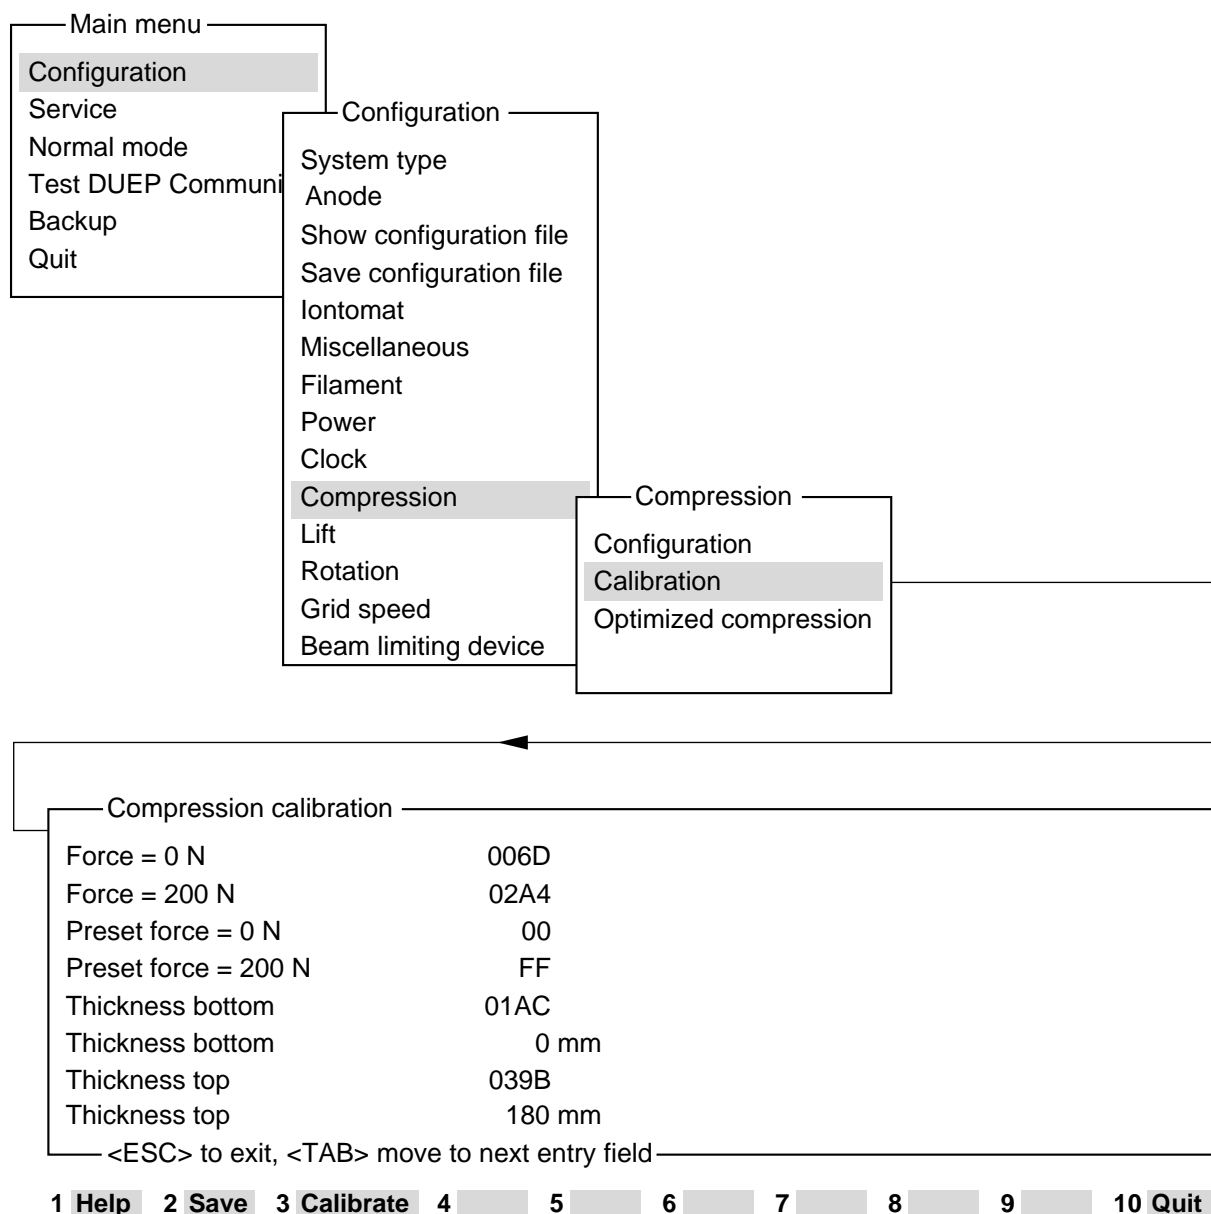 Main menu
Configuration
Service
Normal mode
Test DUEP Communi
Backup
Quit
Configuration
System type
Anode
Show configuration file
Save configuration file
Iontomat
Miscellaneous
Filament
Power
Clock
Compression
Lift
Rotation
Grid speed
Beam limiting device
Compression
Configuration
Calibration
Optimized compression
Compression calibration
Force = 0 N 006D
Force = 200 N 02A4
Preset force = 0 N 00
Preset force = 200 N FF
Thickness bottom 01AC
Thickness bottom 0 mm
Thickness top 039B
Thickness top 180 mm
<ESC> to exit, <TAB> move to next entry field
1 Help 2 Save 3 Calibrate 4 5 6 7 8 9 10 Quit